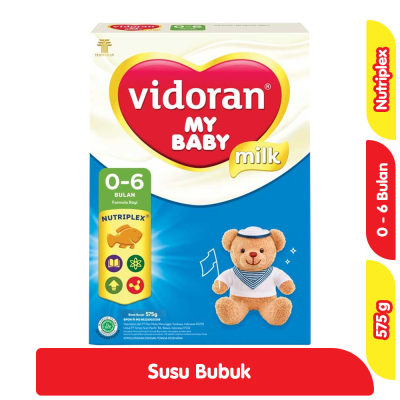 vidoran®
MY
BABY
milk
0-6
BULAN
Formula Bayi
NUTRIPLEX®
575g
Susu Bubuk
Nutriplex
0 - 6 Bulan
575 g